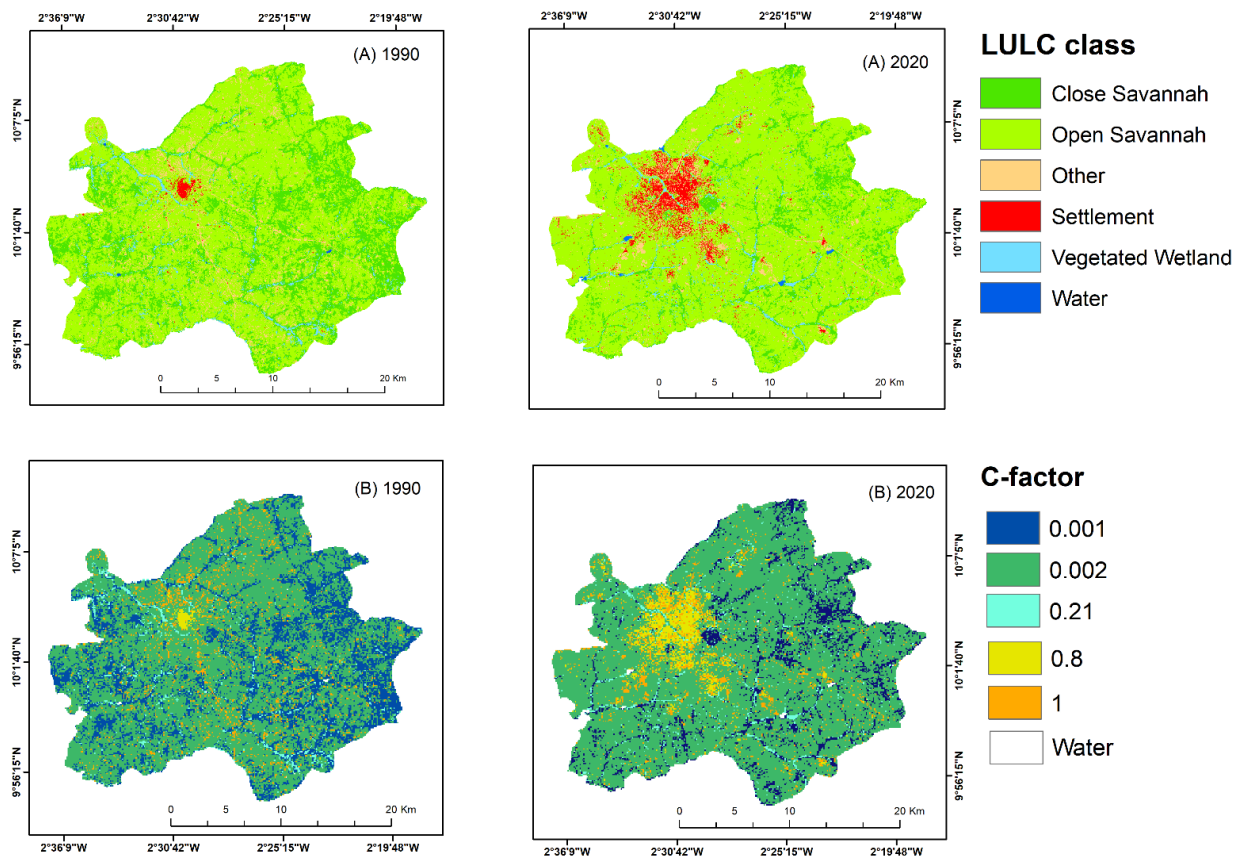 2°36'9"W 2°30'42"W 2°25'15"W 2°19'48"W
2°36'9"W 2°30'42"W 2°25'15"W 2°19'48"W
(A) 1990
(A) 2020
10°7'5"N
10°1'40"N
9°56'15"N
10°7'5"N
10°1'40"N
9°56'15"N
0 5 10 20 Km
0 5 10 20 Km
LULC class
Close Savannah
Open Savannah
Other
Settlement
Vegetated Wetland
Water
(B) 1990
(B) 2020
10°7'5"N
10°1'40"N
9°56'15"N
10°7'5"N
10°1'40"N
9°56'15"N
0 5 10 20 Km
0 5 10 20 Km
2°36'9"W 2°30'42"W 2°25'15"W 2°19'48"W
2°36'9"W 2°30'42"W 2°25'15"W 2°19'48"W
C-factor
0.001
0.002
0.21
0.8
1
Water